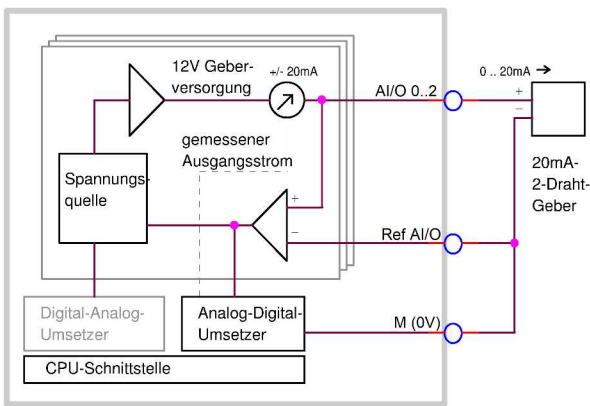 12V Geber-
versorgung
+/- 20mA
AI/O 0..2
0 .. 20mA →
+
−
gemessener
Ausgangsstrom
20mA-
2-Draht-
Geber
Spannungs-
quelle
+
−
Ref AI/O
Digital-Analog-
Umsetzer
Analog-Digital-
Umsetzer
M (0V)
CPU-Schnittstelle